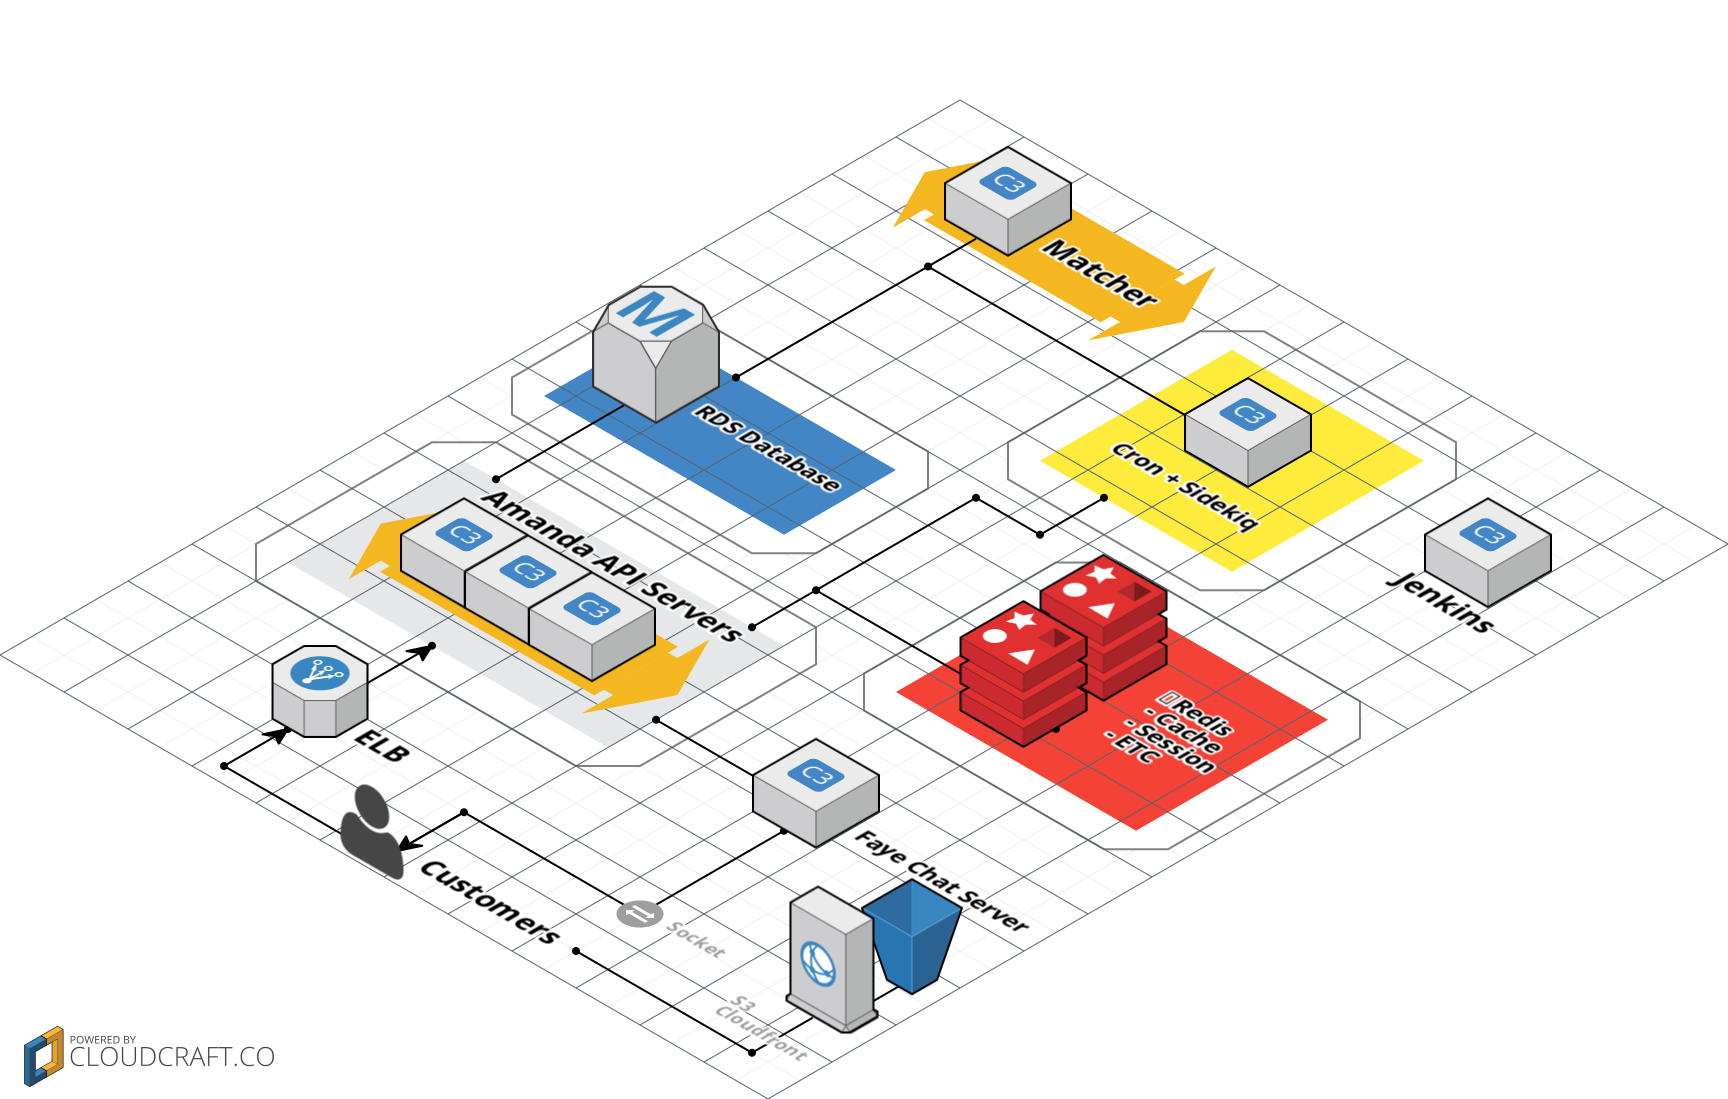 C3
Matcher
M
RDS Database
C3
Cron + Sidekiq
C3
Jenkins
Amanda API Servers
C3
C3
C3
Redis
- Cache
- Session
- ETC
ELB
C3
Faye Chat Server
Customers
Socket
S3
Cloudfront
POWERED BY
CLOUDCRAFT.CO